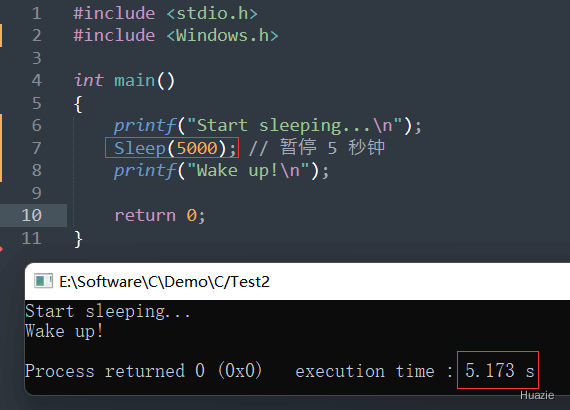 1 #include <stdio.h>
2 #include <Windows.h>
3
4 int main()
5 {
6 printf("Start sleeping...\n");
7 Sleep(5000); // 暂停 5 秒钟
8 printf("Wake up!\n");
9
10 return 0;
11 }
E:\Software\C\Demo\C/Test2
Start sleeping...
Wake up!
Process returned 0 (0x0) execution time : 5.173 s
Huazie